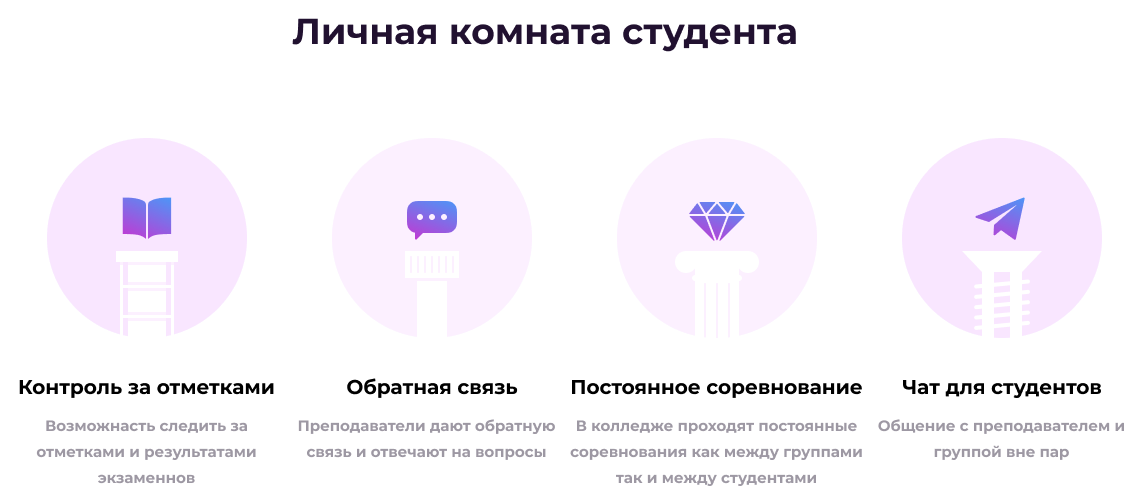 Личная комната студента
Контроль за отметками
Возможнасть следить за
отметками и результатами
экзаменнов
Обратная связь
Преподаватели дают обратную
связь и отвечают на вопросы
Постоянное соревнование
В колледже проходят постоянные
соревнования как между группами
так и между студентами
Чат для студентов
Общение с преподавателем и
группой вне пар